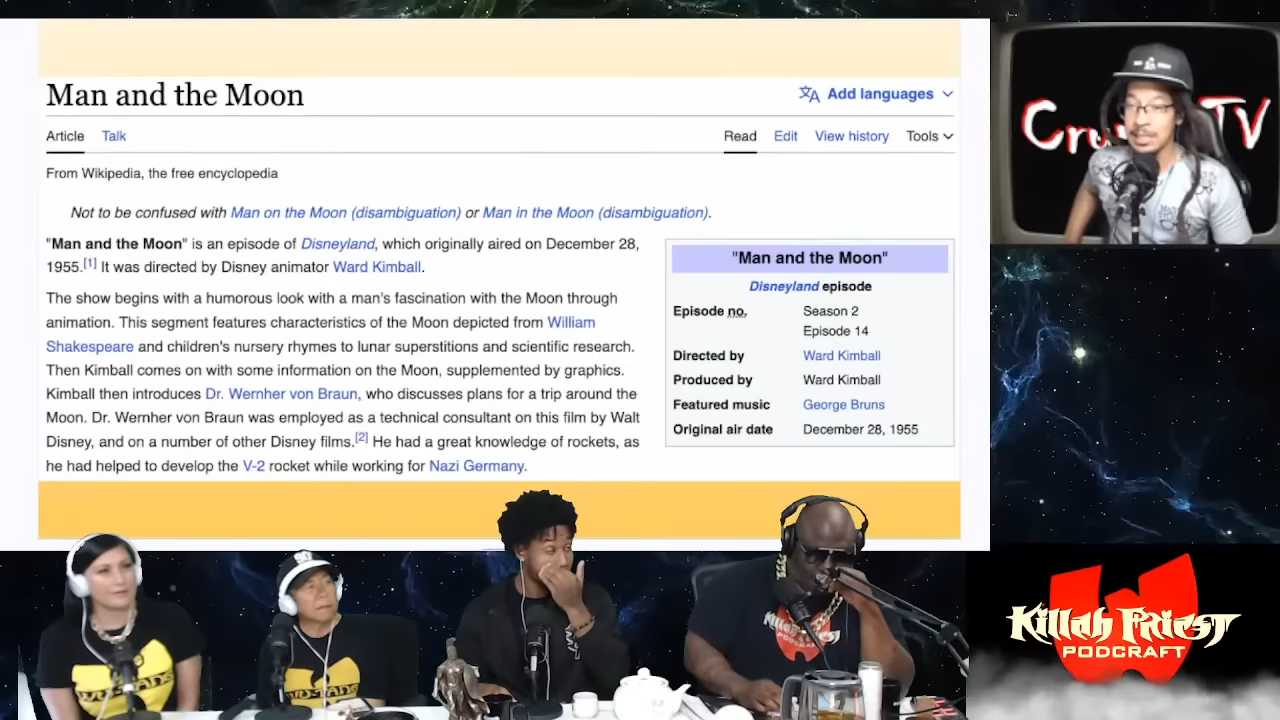 Man and the Moon
Add languages
Article Talk Read Edit View history Tools
From Wikipedia, the free encyclopedia
Not to be confused with Man on the Moon (disambiguation) or Man in the Moon (disambiguation).
"Man and the Moon" is an episode of Disneyland, which originally aired on December 28,
1955.[1] It was directed by Disney animator Ward Kimball.
The show begins with a humorous look with a man's fascination with the Moon through
animation. This segment features characteristics of the Moon depicted from William
Shakespeare and children's nursery rhymes to lunar superstitions and scientific research.
Then Kimball comes on with some information on the Moon, supplemented by graphics.
Kimball then introduces Dr. Wernher von Braun, who discusses plans for a trip around the
Moon. Dr. Wernher von Braun was employed as a technical consultant on this film by Walt
Disney, and on a number of other Disney films.[2] He had a great knowledge of rockets, as
he had helped to develop the V-2 rocket while working for Nazi Germany.
"Man and the Moon"
Disneyland episode
Episode no. Season 2
Episode 14
Directed by Ward Kimball
Produced by Ward Kimball
Featured music George Bruns
Original air date December 28, 1955
TV
Killah Priest
PODCRAFT
WU-TANG
WU-TANG
KILLAH PRIEST